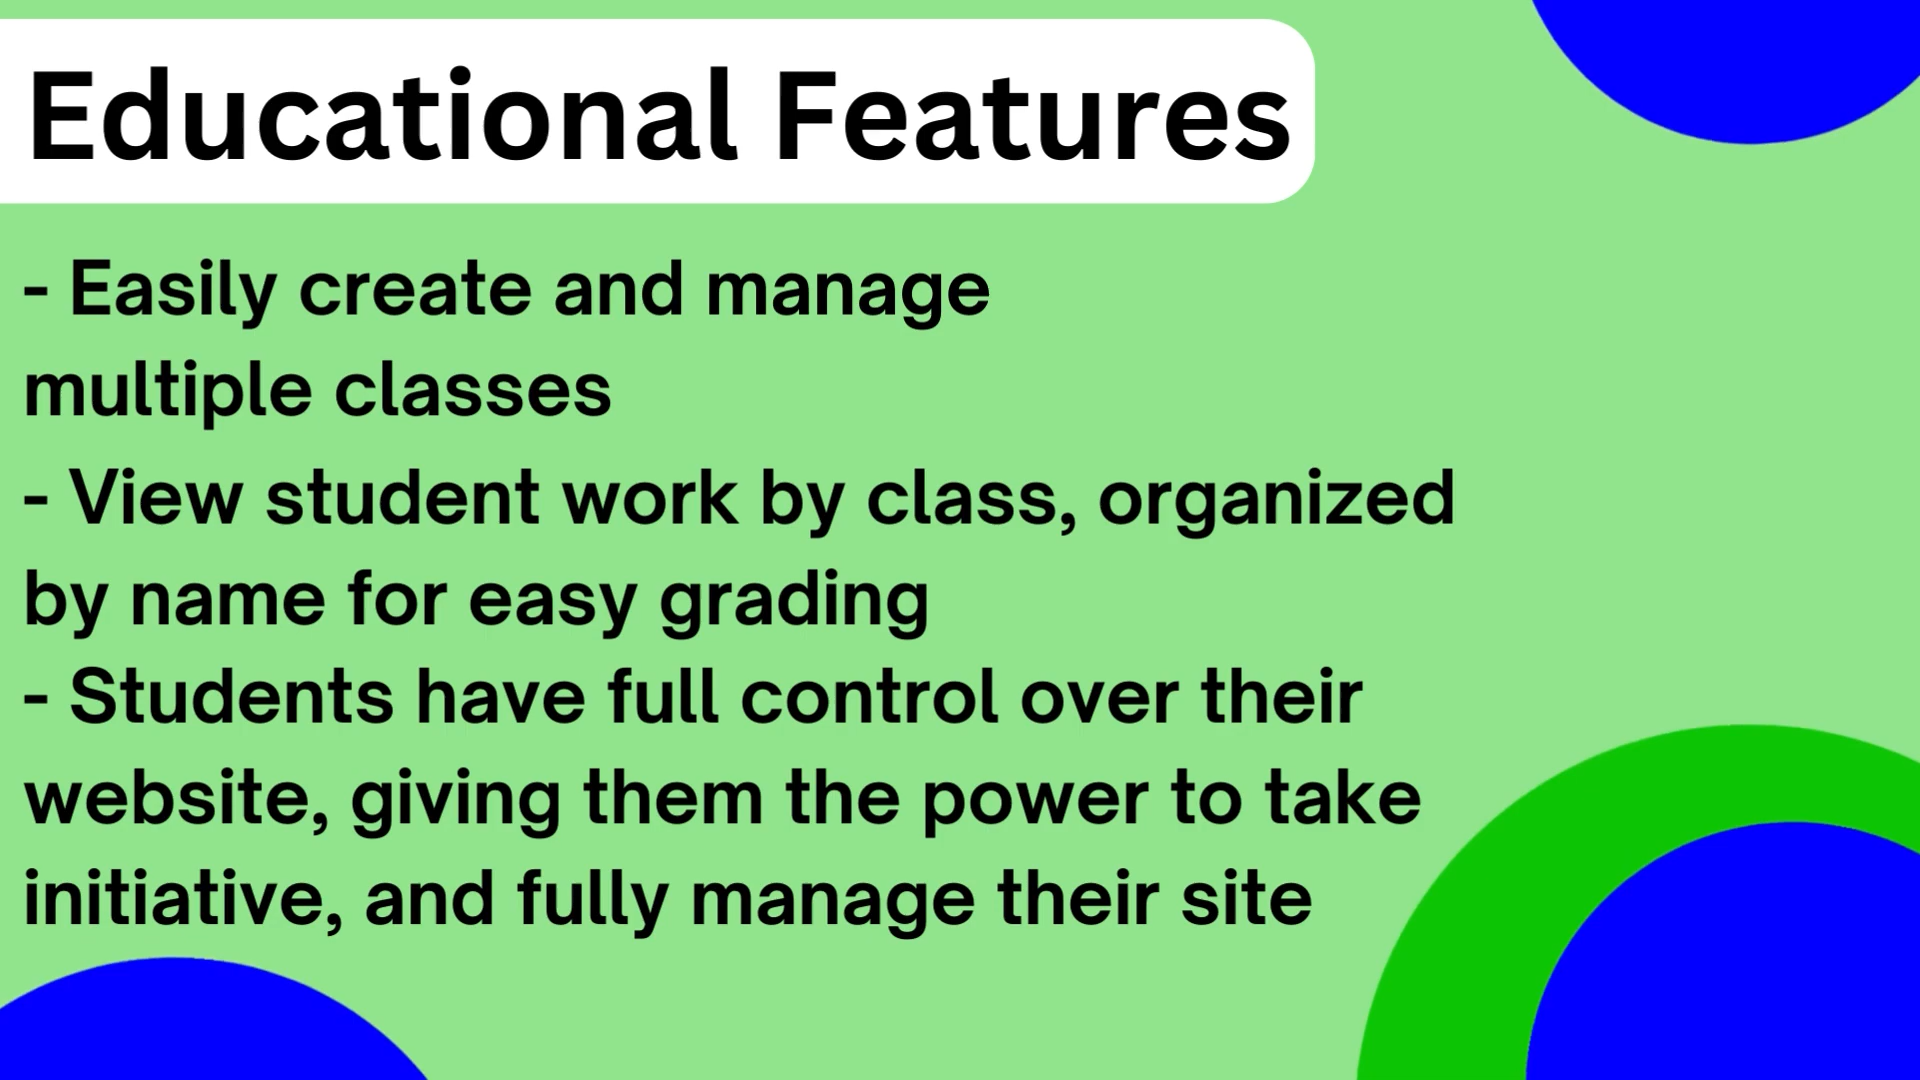 Educational Features
- Easily create and manage
multiple classes
- View student work by class, organized
by name for easy grading
- Students have full control over their
website, giving them the power to take
initiative, and fully manage their site